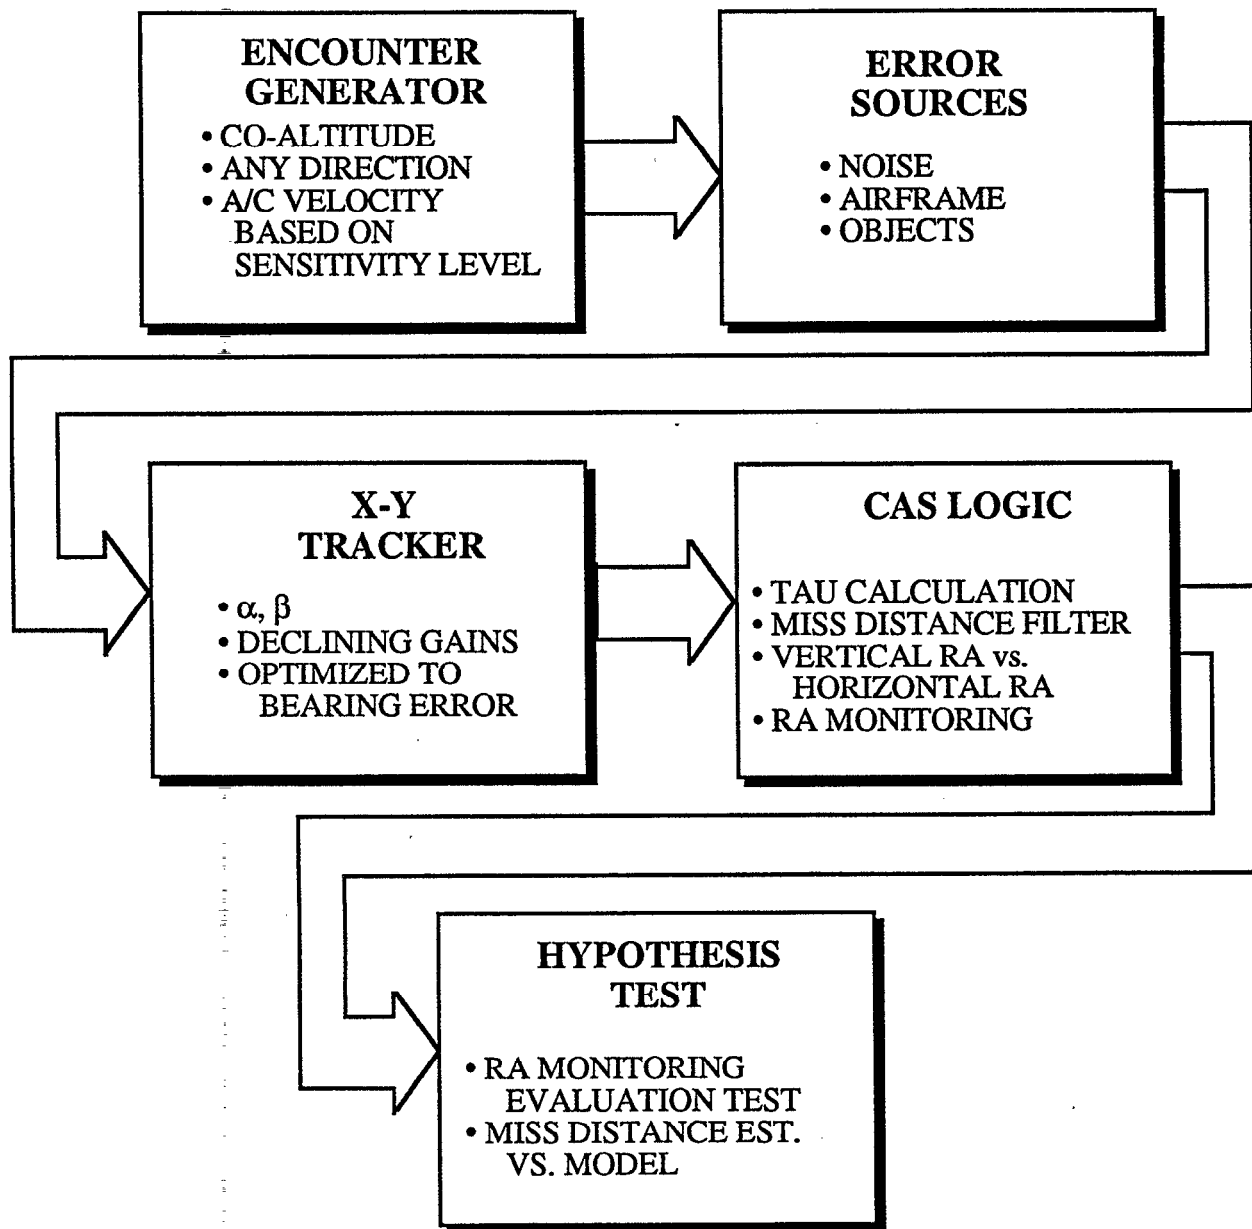 ENCOUNTER
GENERATOR
• CO-ALTITUDE
• ANY DIRECTION
• A/C VELOCITY
BASED ON
SENSITIVITY LEVEL
ERROR
SOURCES
• NOISE
• AIRFRAME
• OBJECTS
X-Y
TRACKER
• α, β
• DECLINING GAINS
• OPTIMIZED TO
BEARING ERROR
CAS LOGIC
• TAU CALCULATION
• MISS DISTANCE FILTER
• VERTICAL RA vs.
HORIZONTAL RA
• RA MONITORING
HYPOTHESIS
TEST
• RA MONITORING
EVALUATION TEST
• MISS DISTANCE EST.
VS. MODEL